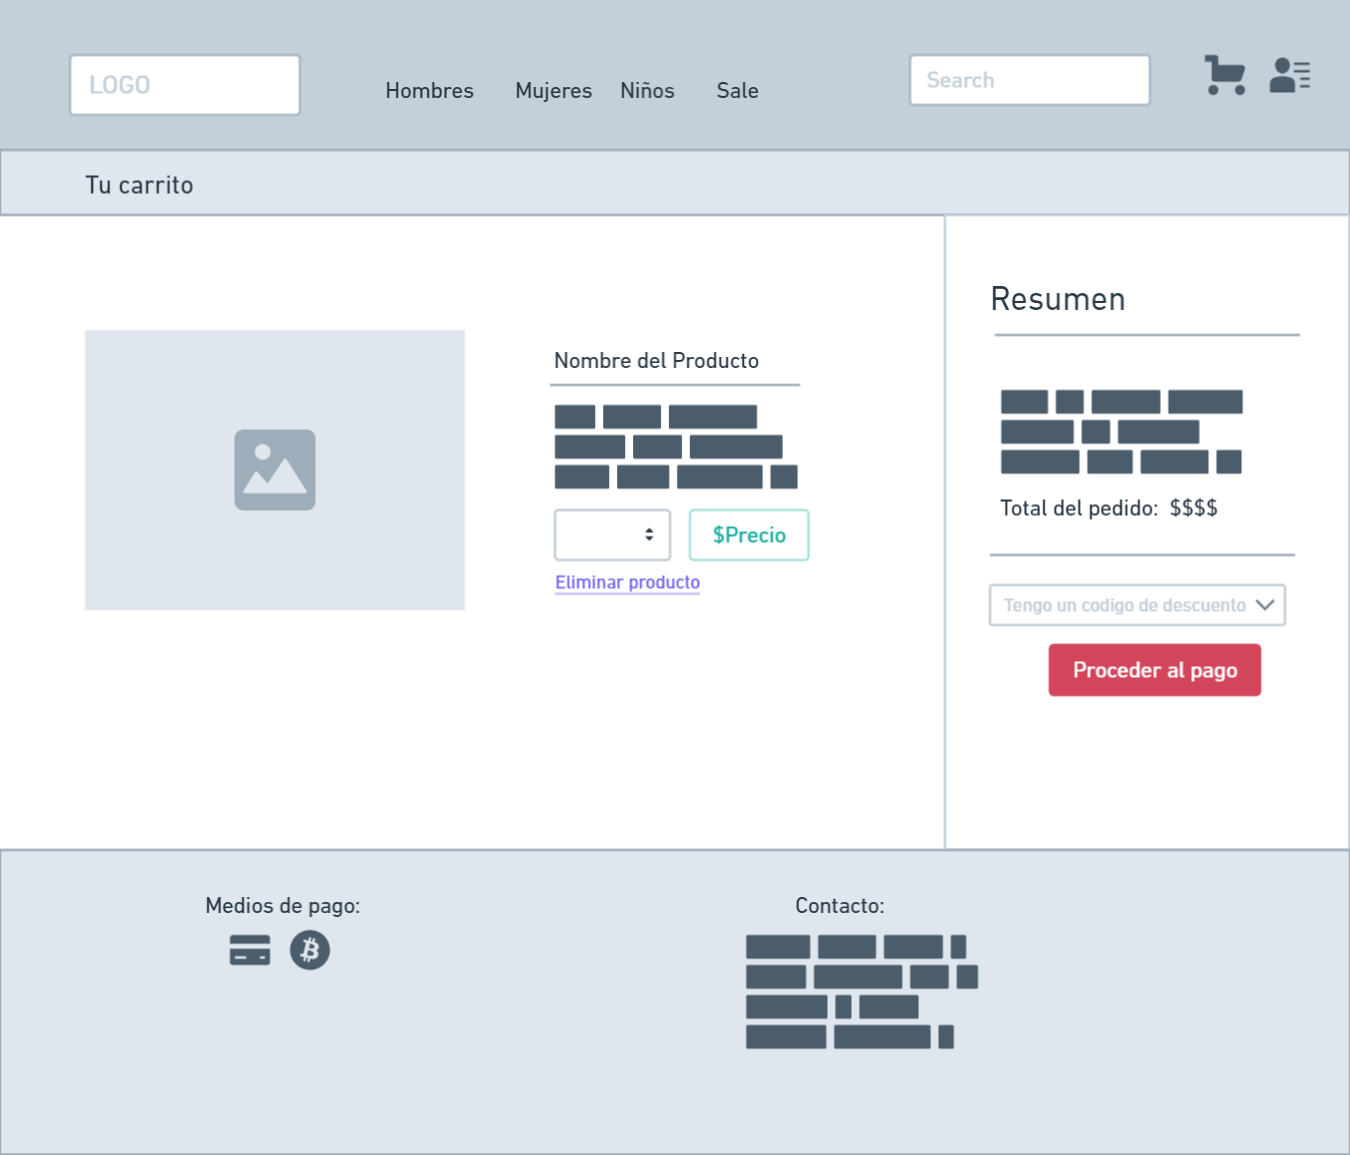 LOGO
Hombres Mujeres Niños Sale
Search
Tu carrito
Nombre del Producto
$Precio
Eliminar producto
Resumen
Total del pedido: $$$$
Tengo un codigo de descuento
Proceder al pago
Medios de pago:
Contacto: